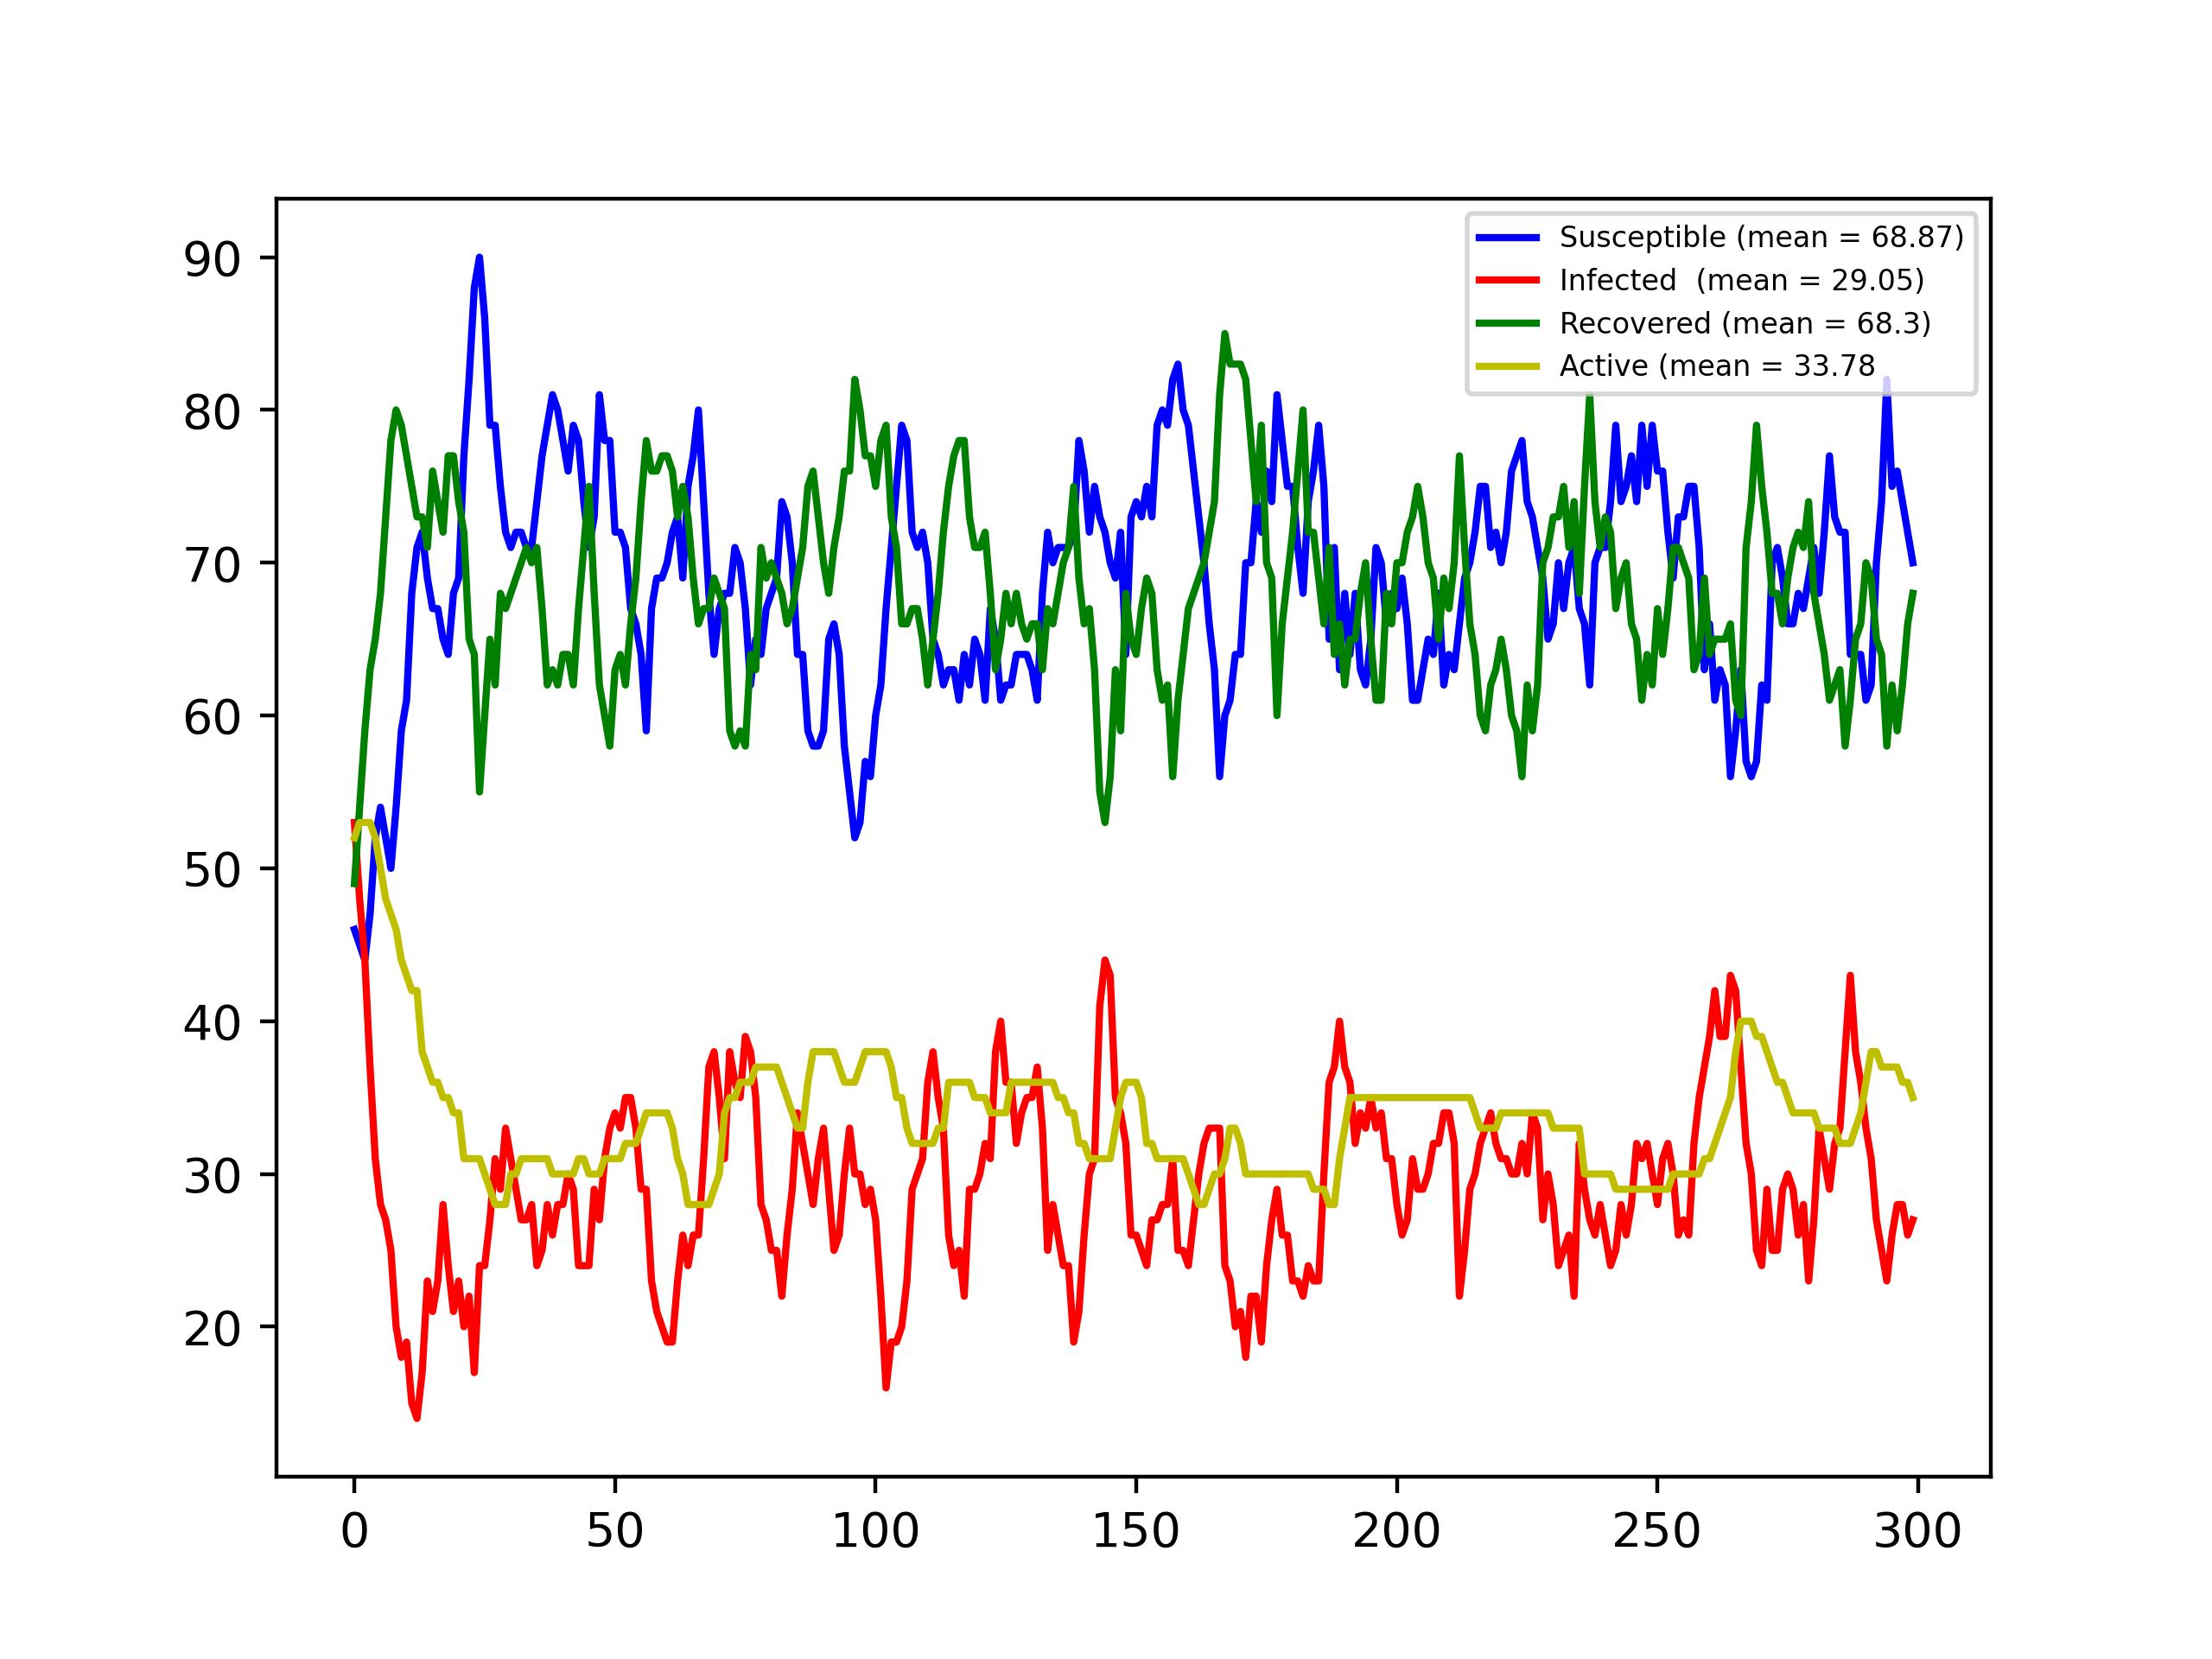 90
80
70
60
50
40
30
20
0 50 100 150 200 250 300
Susceptible (mean = 68.87)
Infected  (mean = 29.05)
Recovered (mean = 68.3)
Active (mean = 33.78